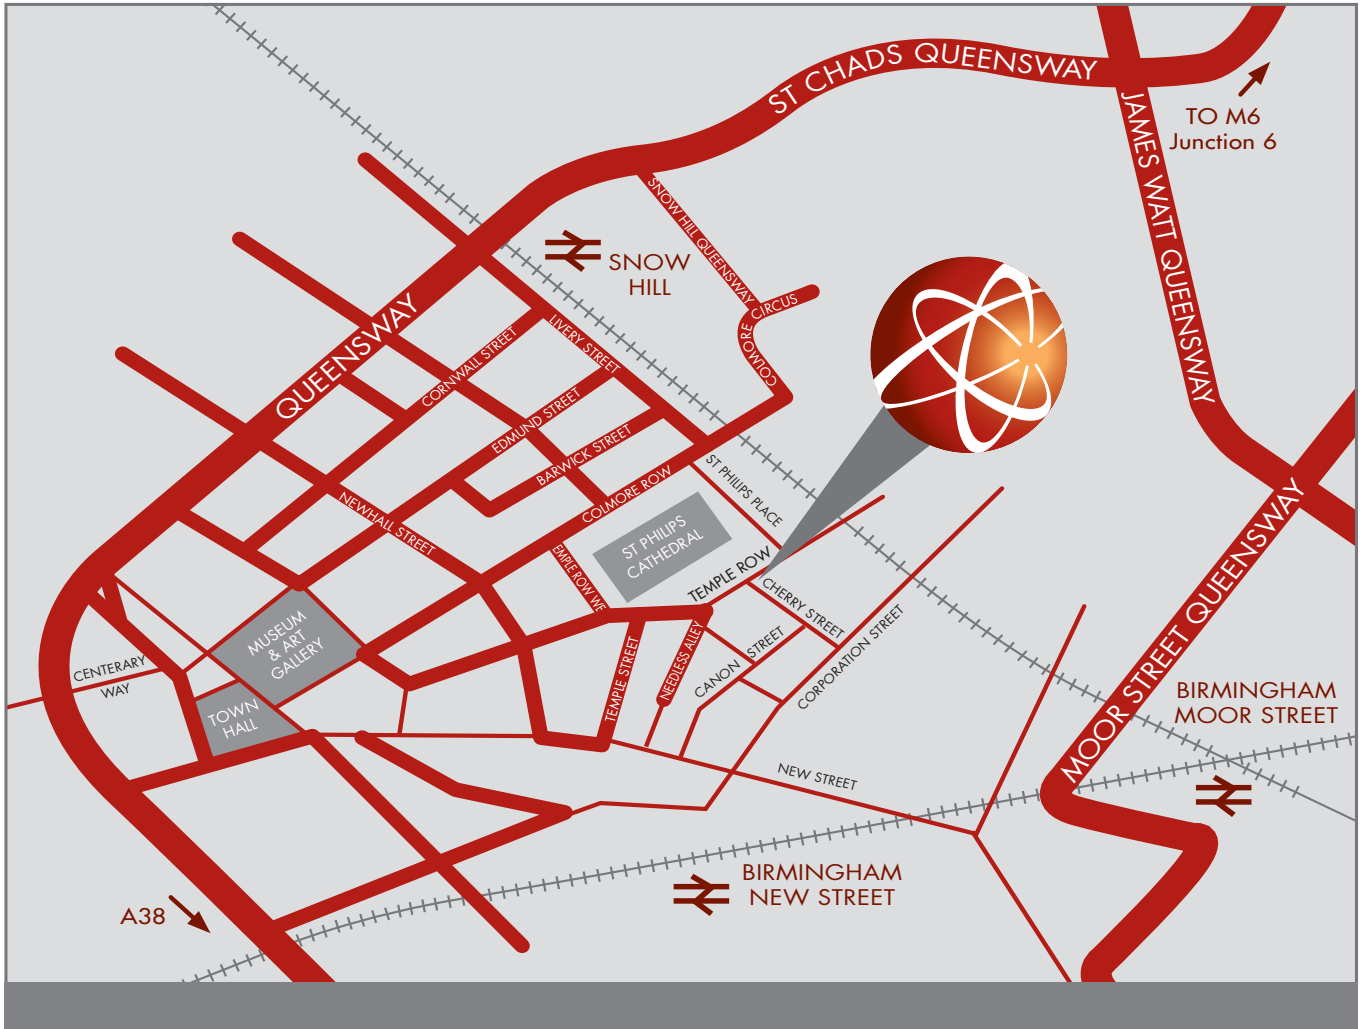 ST CHADS QUEENSWAY
TO M6
Junction 6
JAMES WATT QUEENSWAY
SNOW HILL QUEENSWAY
SNOW
HILL
COLMORE CIRCUS
QUEENSWAY
LIVERY STREET
CORNWALL STREET
EDMUND STREET
BARWICK STREET
COLMORE ROW
NEWHALL STREET
ST PHILIPS PLACE
ST PHILIPS
CATHEDRAL
EMPLE ROW WE
TEMPLE ROW
CHERRY STREET
CORPORATION STREET
CANON STREET
NEEDLESS ALLEY
TEMPLE STREET
MUSEUM
& ART
GALLERY
CENTERARY
WAY
TOWN
HALL
NEW STREET
MOOR STREET QUEENSWAY
BIRMINGHAM
MOOR STREET
BIRMINGHAM
NEW STREET
A38